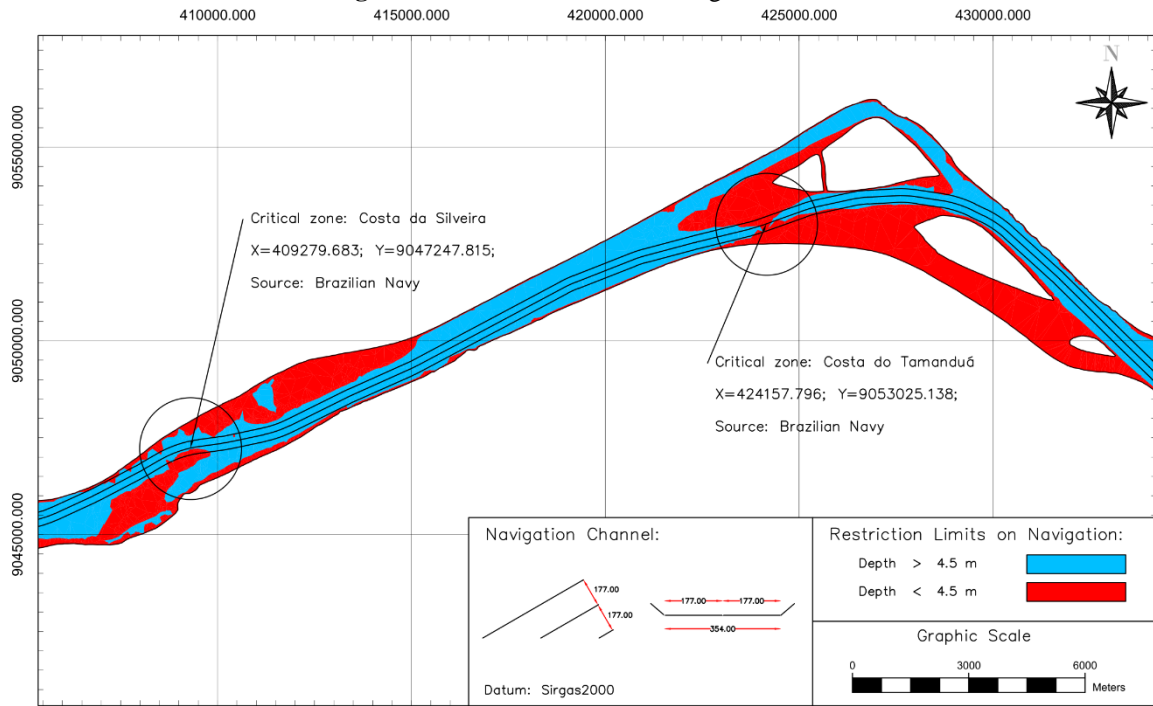 410000.000 415000.000 420000.000 425000.000 430000.000
N
9055000.000
9050000.000
9045000.000
Critical zone: Costa da Silveira
X=409279.683; Y=9047247.815;
Source: Brazilian Navy
Critical zone: Costa do Tamanduá
X=424157.796; Y=9053025.138;
Source: Brazilian Navy
Navigation Channel:
177.00
177.00
177.00 177.00
354.00
Datum: Sirgas2000
Restriction Limits on Navigation:
Depth > 4.5 m
Depth < 4.5 m
Graphic Scale
0 3000 6000
Meters